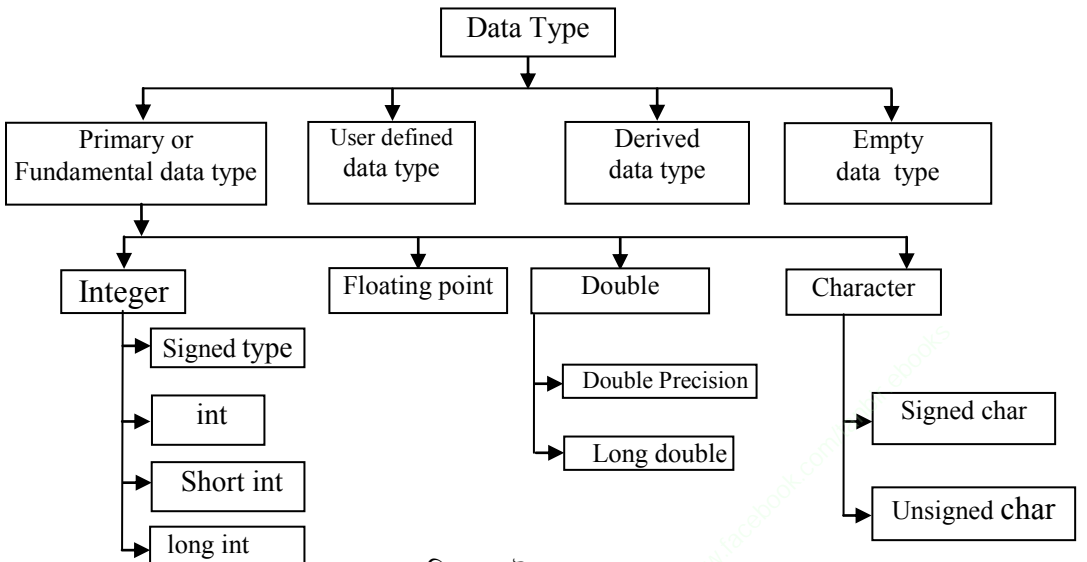 Data Type
Primary or
Fundamental data type
User defined
data type
Derived
data type
Empty
data type
Integer
Floating point
Double
Character
Signed type
int
Short int
long int
Double Precision
Long double
Signed char
Unsigned char